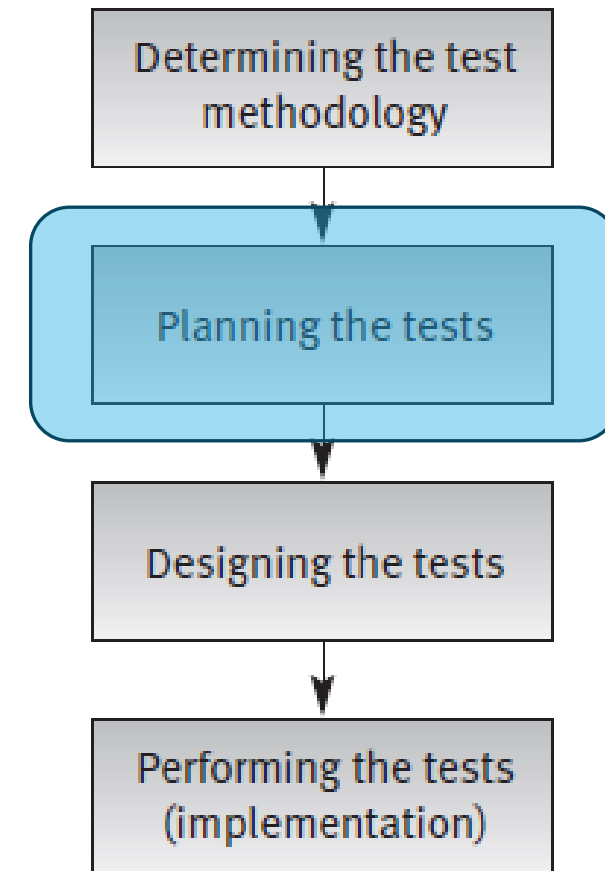 Determining the test
methodology
Planning the tests
Designing the tests
Performing the tests
(implementation)